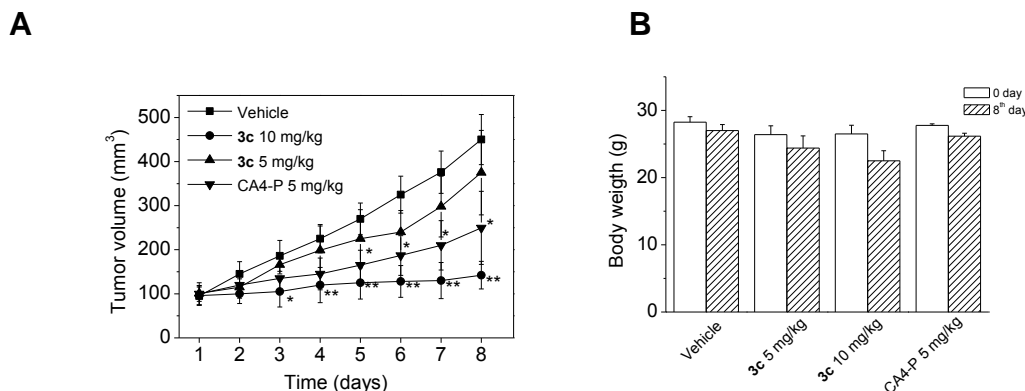 A
B
Tumor volume (mm³)
500
400
300
200
100
0
Vehicle
3c 10 mg/kg
3c 5 mg/kg
CA4-P 5 mg/kg
*
**
**
*
**
*
**
*
**
*
**
1 2 3 4 5 6 7 8
Time (days)
Body weigth (g)
30
20
10
0
0 day
8th day
Vehicle
3c 5 mg/kg
3c 10 mg/kg
CA4-P 5 mg/kg